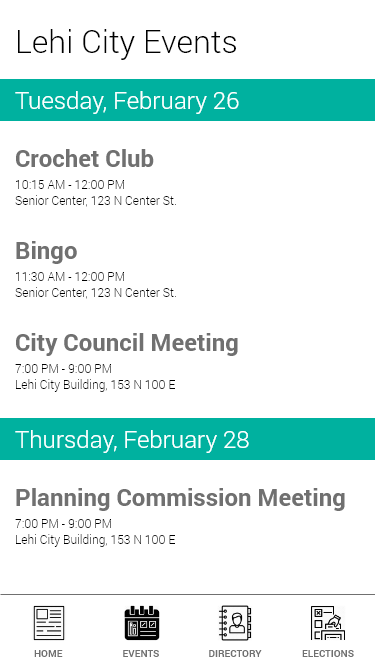 Lehi City Events
Tuesday, February 26
Crochet Club
10:15 AM - 12:00 PM
Senior Center, 123 N Center St.
Bingo
11:30 AM - 12:00 PM
Senior Center, 123 N Center St.
City Council Meeting
7:00 PM - 9:00 PM
Lehi City Building, 153 N 100 E
Thursday, February 28
Planning Commission Meeting
7:00 PM - 9:00 PM
Lehi City Building, 153 N 100 E
HOME
EVENTS
DIRECTORY
ELECTIONS